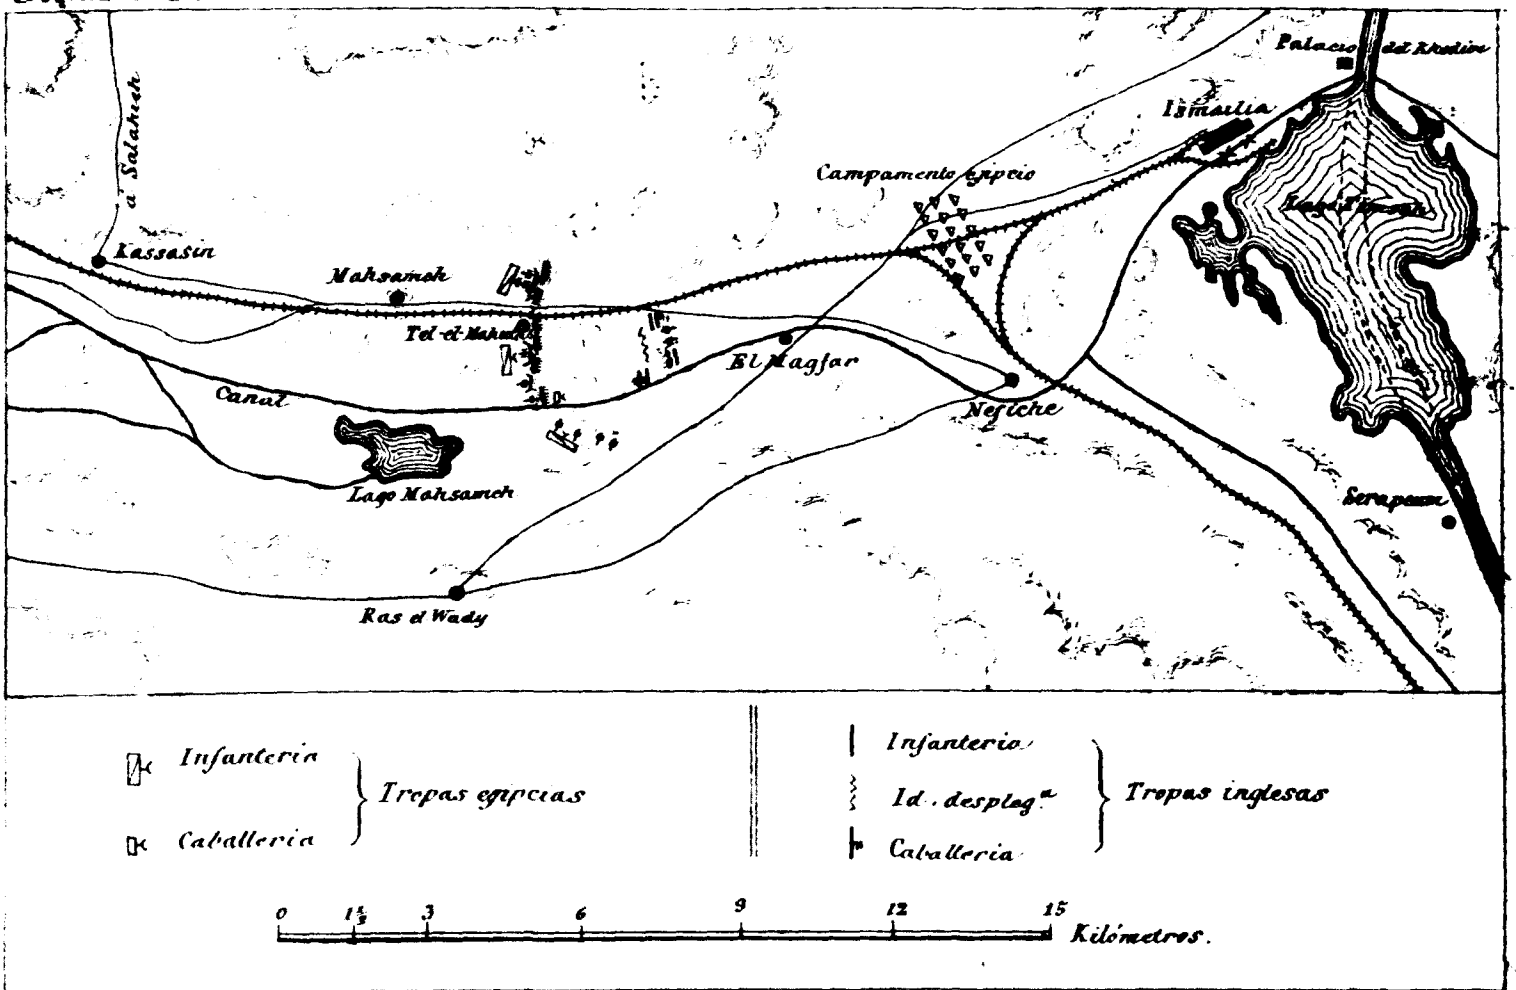 Palacio del Khedive
Ismailia
á Salahieh
Campamento egipcio
Lago Timsah
Kassasin
Mahsameh
Tel-el-Mahuta
El Magfar
Canal
Nefiche
Lago Mahsameh
Serapeum
Ras el Wady
Infanteria
Tropas egipcias
Caballeria
Infanteria
Id. despleg.ª
Tropas inglesas
Caballeria
0 1½ 3 6 9 12 15
Kilómetros.